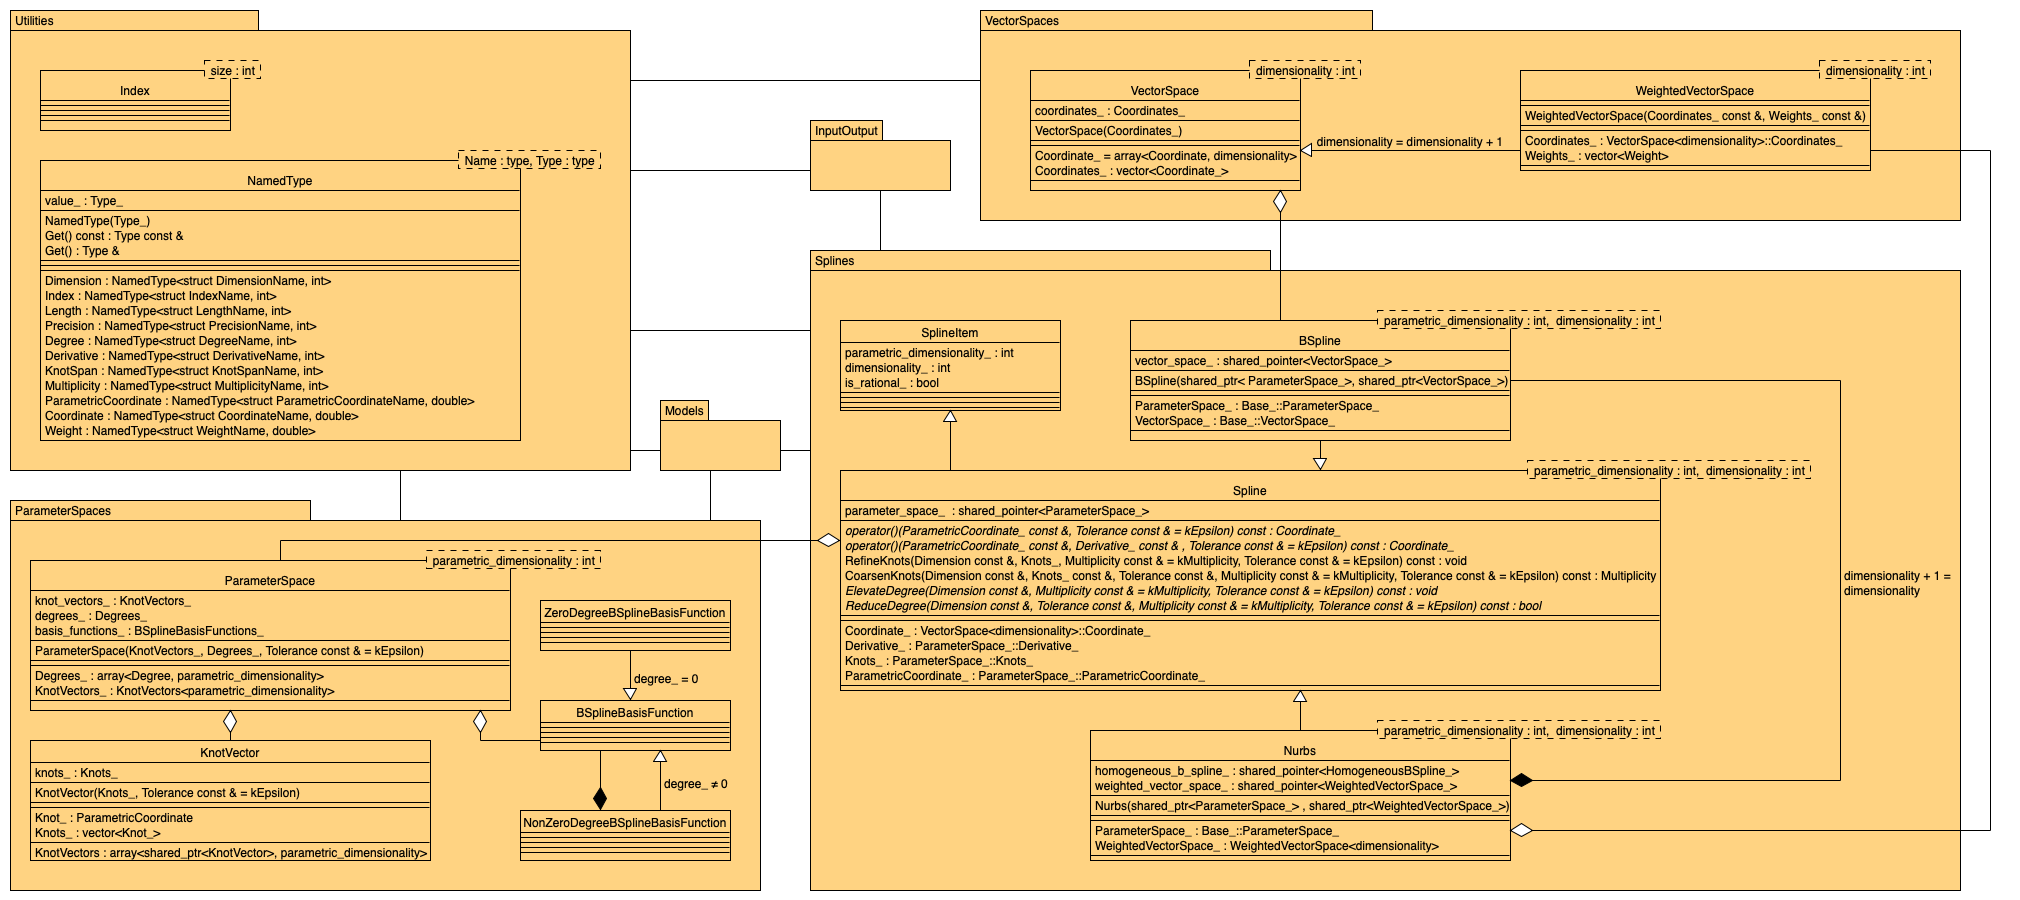 Utilities
size : int
Index
Name : type, Type : type
NamedType
value_ : Type_
NamedType(Type_)
Get() const : Type const &
Get() : Type &
Dimension : NamedType<struct DimensionName, int>
Index : NamedType<struct IndexName, int>
Length : NamedType<struct LengthName, int>
Precision : NamedType<struct PrecisionName, int>
Degree : NamedType<struct DegreeName, int>
Derivative : NamedType<struct DerivativeName, int>
KnotSpan : NamedType<struct KnotSpanName, int>
Multiplicity : NamedType<struct MultiplicityName, int>
ParametricCoordinate : NamedType<struct ParametricCoordinateName, double>
Coordinate : NamedType<struct CoordinateName, double>
Weight : NamedType<struct WeightName, double>
VectorSpaces
dimensionality : int
VectorSpace
coordinates_ : Coordinates_
VectorSpace(Coordinates_)
Coordinate_ = array<Coordinate, dimensionality>
Coordinates_ : vector<Coordinate_>
dimensionality = dimensionality + 1
dimensionality : int
WeightedVectorSpace
WeightedVectorSpace(Coordinates_ const &, Weights_ const &)
Coordinates_ : VectorSpace<dimensionality>::Coordinates_
Weights_ : vector<Weight>
InputOutput
Models
Splines
SplineItem
parametric_dimensionality_ : int
dimensionality_ : int
is_rational_ : bool
parametric_dimensionality : int,  dimensionality : int
BSpline
vector_space_ : shared_pointer<VectorSpace_>
BSpline(shared_ptr< ParameterSpace_>, shared_ptr<VectorSpace_>)
ParameterSpace_ : Base_::ParameterSpace_
VectorSpace_ : Base_::VectorSpace_
parametric_dimensionality : int,  dimensionality : int
Spline
parameter_space_  : shared_pointer<ParameterSpace_>
operator()(ParametricCoordinate_ const &, Tolerance const & = kEpsilon) const : Coordinate_
operator()(ParametricCoordinate_ const &, Derivative_ const & , Tolerance const & = kEpsilon) const : Coordinate_
RefineKnots(Dimension const &, Knots_, Multiplicity const & = kMultiplicity, Tolerance const & = kEpsilon) const : void
CoarsenKnots(Dimension const &, Knots_ const &, Tolerance const &, Multiplicity const & = kMultiplicity, Tolerance const & = kEpsilon) const : Multiplicity
ElevateDegree(Dimension const &, Multiplicity const & = kMultiplicity, Tolerance const & = kEpsilon) const : void
ReduceDegree(Dimension const &, Tolerance const &, Multiplicity const & = kMultiplicity, Tolerance const & = kEpsilon) const : bool
Coordinate_ : VectorSpace<dimensionality>::Coordinate_
Derivative_ : ParameterSpace_::Derivative_
Knots_ : ParameterSpace_::Knots_
ParametricCoordinate_ : ParameterSpace_::ParametricCoordinate_
dimensionality + 1 =
dimensionality
parametric_dimensionality : int,  dimensionality : int
Nurbs
homogeneous_b_spline_ : shared_pointer<HomogeneousBSpline_>
weighted_vector_space_ : shared_pointer<WeightedVectorSpace_>
Nurbs(shared_ptr<ParameterSpace_> , shared_ptr<WeightedVectorSpace_>)
ParameterSpace_ : Base_::ParameterSpace_
WeightedVectorSpace_ : WeightedVectorSpace<dimensionality>
ParameterSpaces
parametric_dimensionality : int
ParameterSpace
knot_vectors_ : KnotVectors_
degrees_ : Degrees_
basis_functions_ : BSplineBasisFunctions_
ParameterSpace(KnotVectors_, Degrees_, Tolerance const & = kEpsilon)
Degrees_ : array<Degree, parametric_dimensionality>
KnotVectors_ : KnotVectors<parametric_dimensionality>
KnotVector
knots_ : Knots_
KnotVector(Knots_, Tolerance const & = kEpsilon)
Knot_ : ParametricCoordinate
Knots_ : vector<Knot_>
KnotVectors : array<shared_ptr<KnotVector>, parametric_dimensionality>
ZeroDegreeBSplineBasisFunction
degree_ = 0
BSplineBasisFunction
degree_ ≠ 0
NonZeroDegreeBSplineBasisFunction